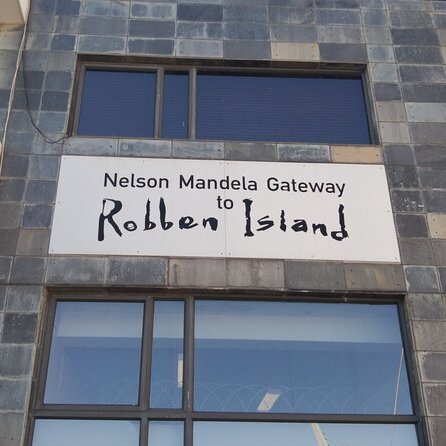 Nelson Mandela Gateway
to
Robben Island